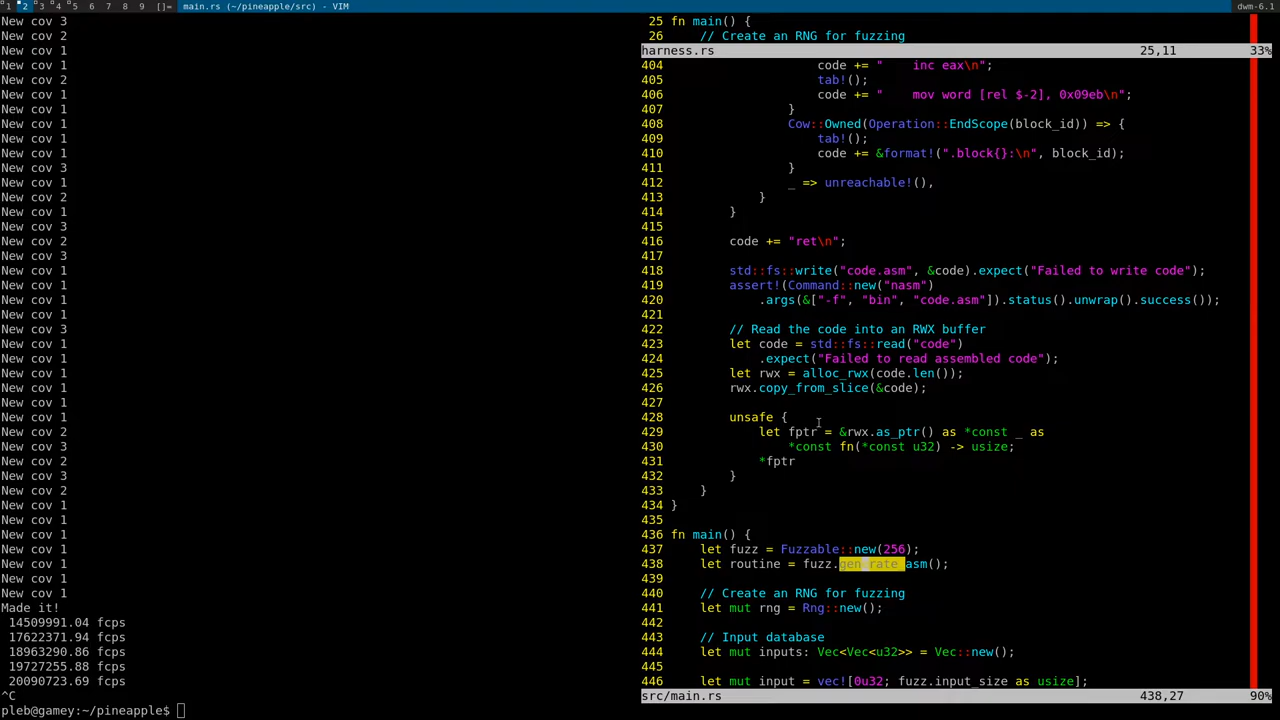 1 2 3 4 5 6 7 8 9 []= main.rs (~/pineapple/src) - VIM dwm-6.1
New cov 3
New cov 2
New cov 1
New cov 1
New cov 2
New cov 1
New cov 1
New cov 1
New cov 1
New cov 1
New cov 3
New cov 1
New cov 2
New cov 1
New cov 3
New cov 2
New cov 3
New cov 1
New cov 2
New cov 1
New cov 1
New cov 3
New cov 1
New cov 1
New cov 3
New cov 1
New cov 1
New cov 1
New cov 2
New cov 3
New cov 2
New cov 3
New cov 2
New cov 1
New cov 1
New cov 1
New cov 1
New cov 1
New cov 1
New cov 1
Made it!
14509991.04 fcps
17622371.94 fcps
18963290.86 fcps
19727255.88 fcps
20090723.69 fcps
^C
pleb@gamey:~/pineapple$
25 fn main() {
26     // Create an RNG for fuzzing
harness.rs 25,11 33%
404                     code += "    inc eax\n";
405                     tab!();
406                     code += "    mov word [rel $-2], 0x09eb\n";
407                 }
408                 Cow::Owned(Operation::EndScope(block_id)) => {
409                     tab!();
410                     code += &format!(".block{}:\n", block_id);
411                 }
412                 _ => unreachable!(),
413             }
414         }
415
416         code += "ret\n";
417
418         std::fs::write("code.asm", &code).expect("Failed to write code");
419         assert!(Command::new("nasm")
420             .args(&["-f", "bin", "code.asm"]).status().unwrap().success());
421
422         // Read the code into an RWX buffer
423         let code = std::fs::read("code")
424             .expect("Failed to read assembled code");
425         let rwx = alloc_rwx(code.len());
426         rwx.copy_from_slice(&code);
427
428         unsafe {
429             let fptr = &rwx.as_ptr() as *const _ as
430                 *const fn(*const u32) -> usize;
431             *fptr
432         }
433     }
434 }
435
436 fn main() {
437     let fuzz = Fuzzable::new(256);
438     let routine = fuzz.generate_asm();
439
440     // Create an RNG for fuzzing
441     let mut rng = Rng::new();
442
443     // Input database
444     let mut inputs: Vec<Vec<u32>> = Vec::new();
445
446     let mut input = vec![0u32; fuzz.input_size as usize];
src/main.rs 438,27 90%